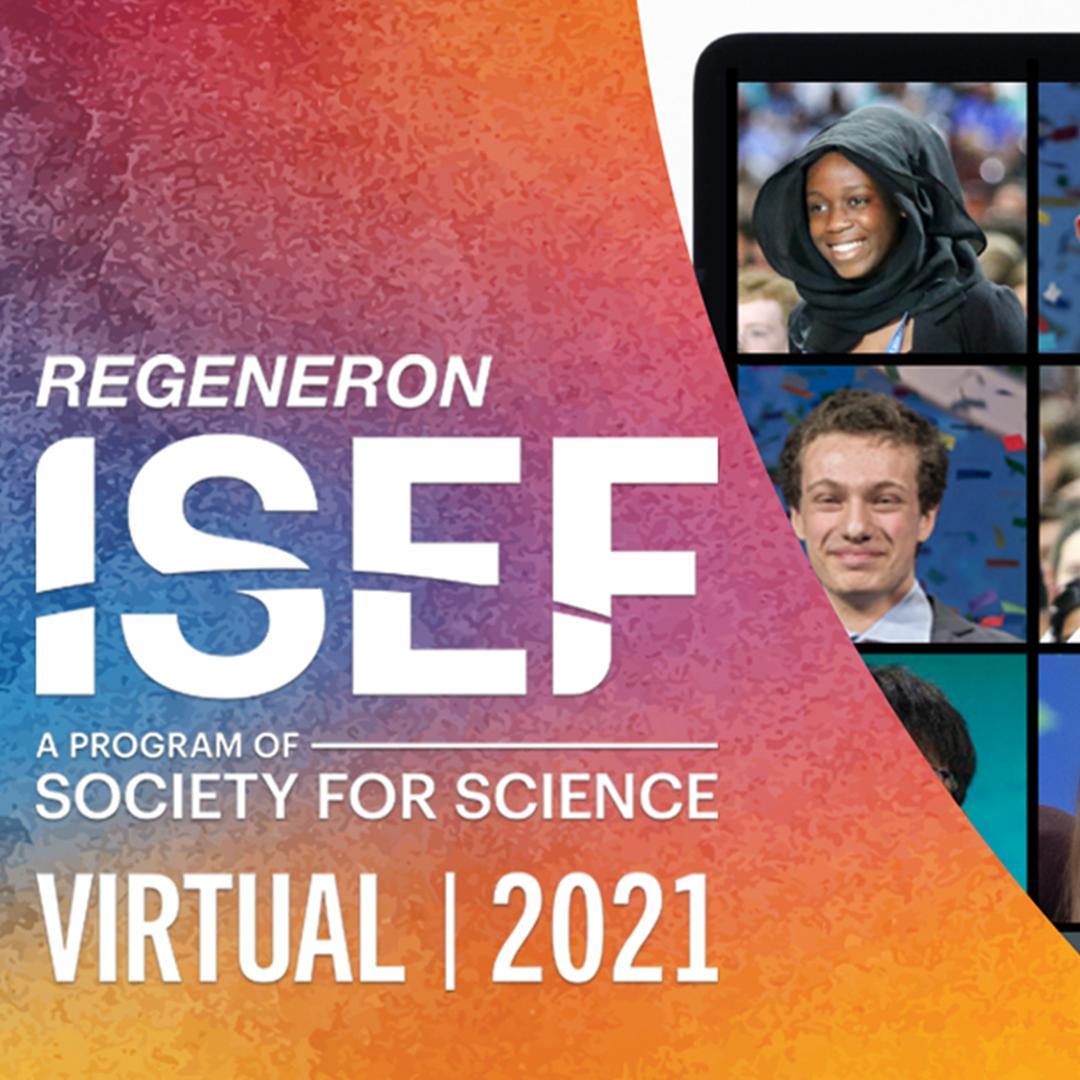 REGENERON
ISEF
A PROGRAM OF
SOCIETY FOR SCIENCE
VIRTUAL | 2021